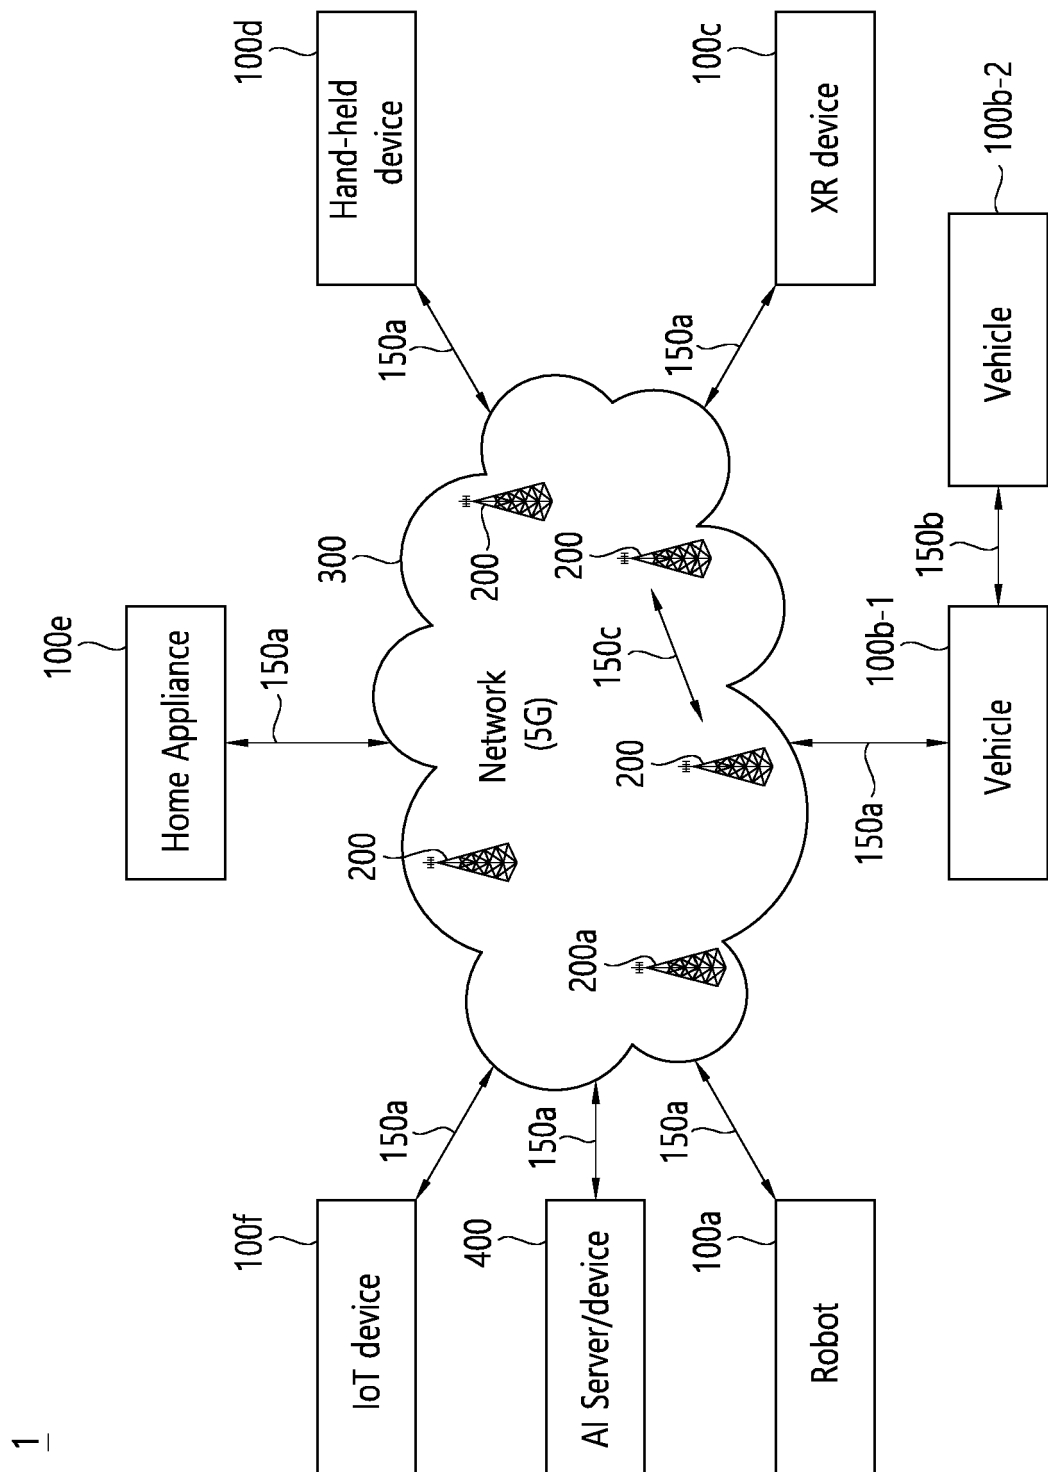 1
100e
Home Appliance
150a
100f
IoT device
150a
300
150a
100d
Hand-held
device
200
Network
(5G)
200
400
AI Server/device
150a
200a
200
150c
200
100a
Robot
150a
150a
100c
XR device
150a
100b-1
Vehicle
150b
100b-2
Vehicle